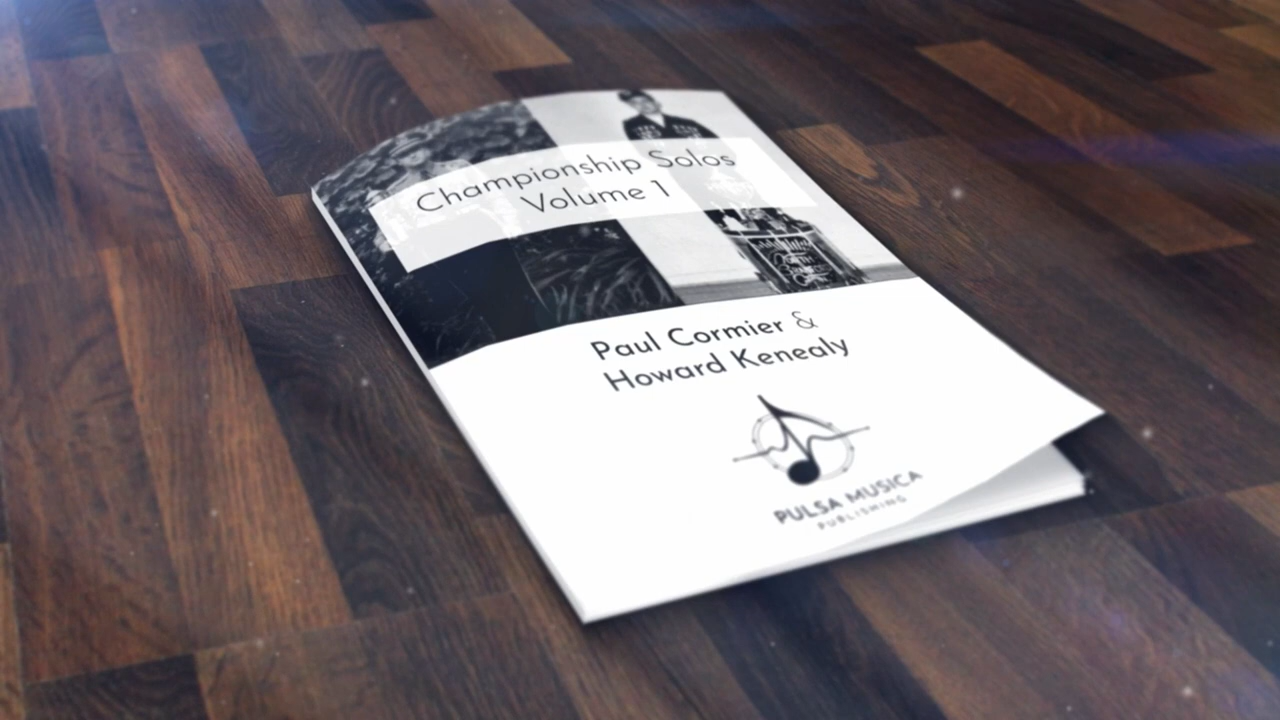 Championship Solos
Volume 1
Paul Cormier &
Howard Kenealy
PULSA MUSICA
PUBLISHING